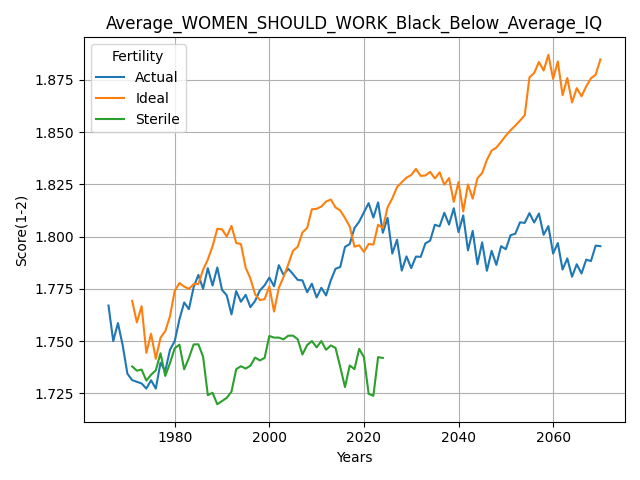 Average_WOMEN_SHOULD_WORK_Black_Below_Average_IQ
Fertility
Actual
Ideal
Sterile
Score(1-2)
1.875
1.850
1.825
1.800
1.775
1.750
1.725
1980
2000
2020
2040
2060
Years